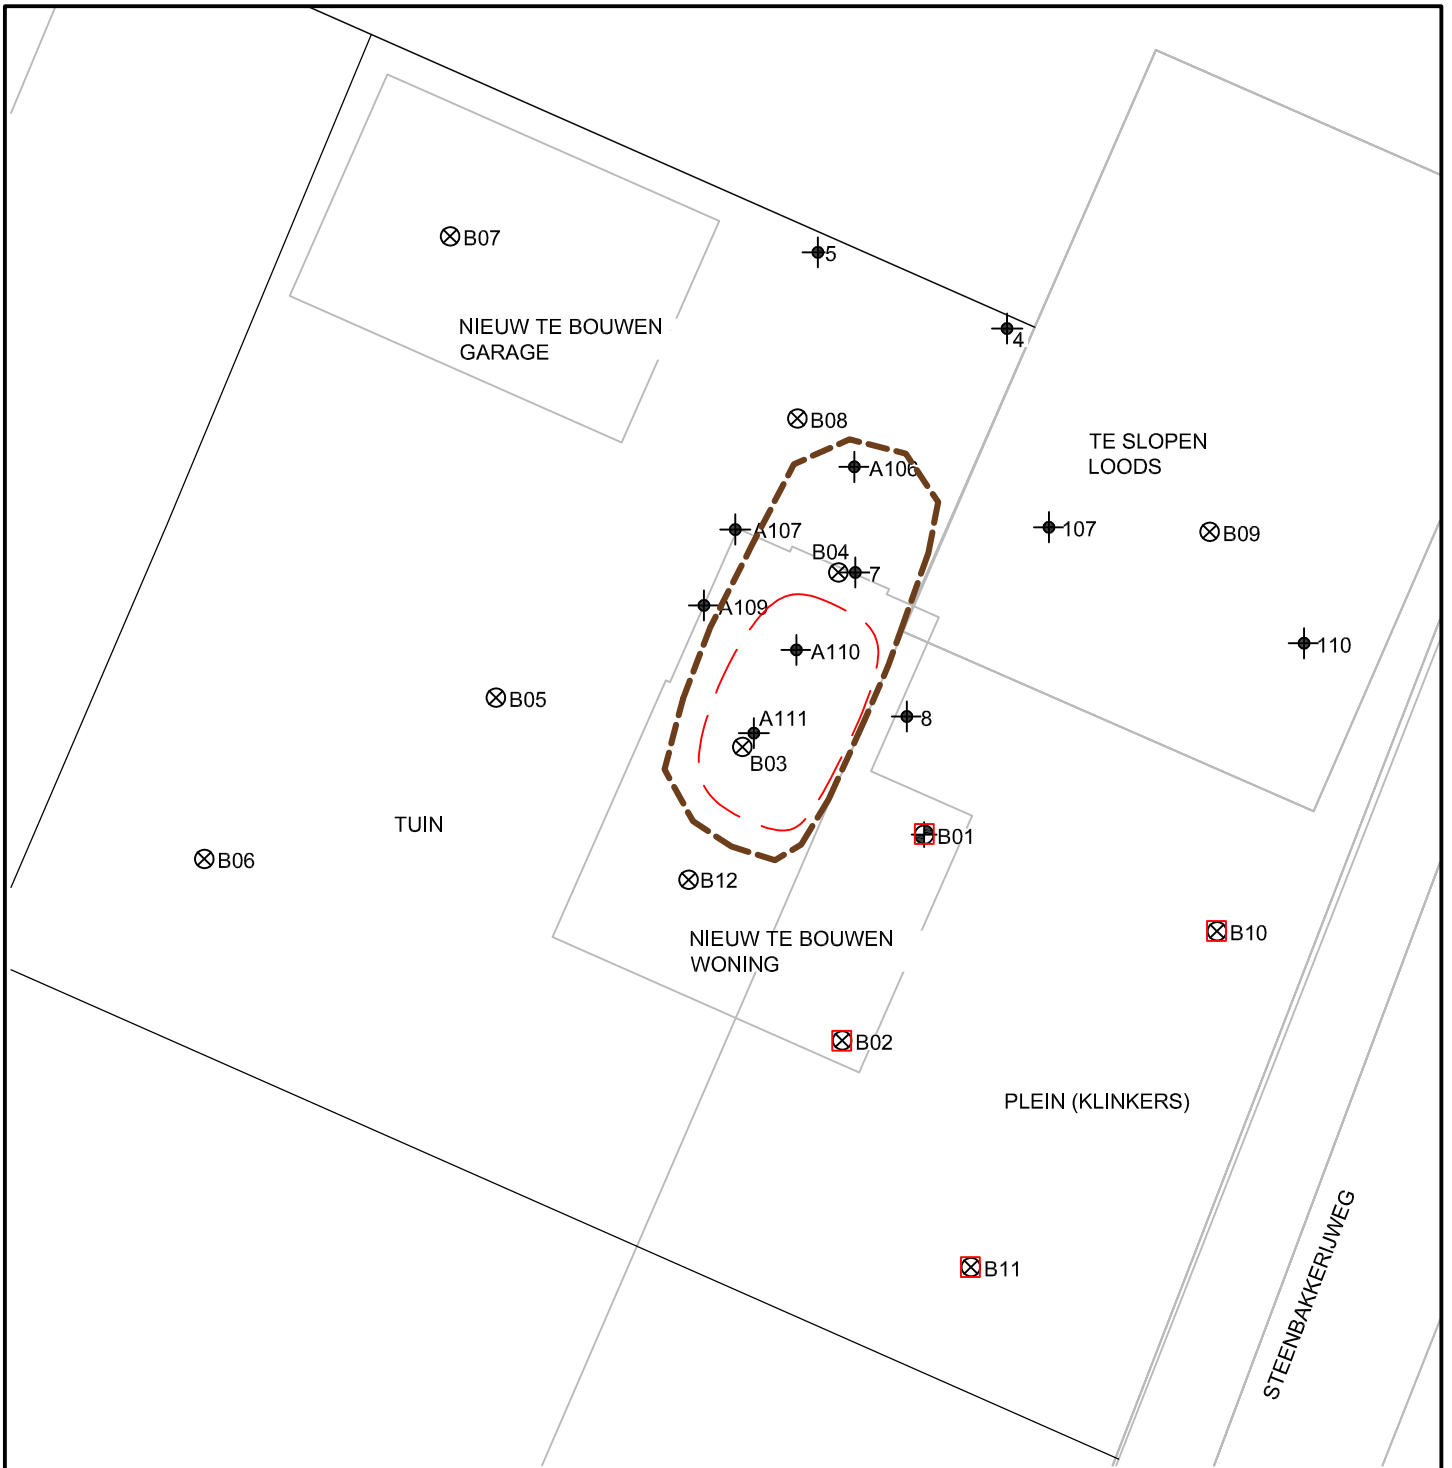 B07
5
NIEUW TE BOUWEN
GARAGE
4
B08
TE SLOPEN
LOODS
A106
A107
107
B09
B04
7
A109
110
A110
B05
A111
8
B03
TUIN
B01
B06
B12
B10
NIEUW TE BOUWEN
WONING
B02
PLEIN (KLINKERS)
B11
STEENBAKKERIJWEG